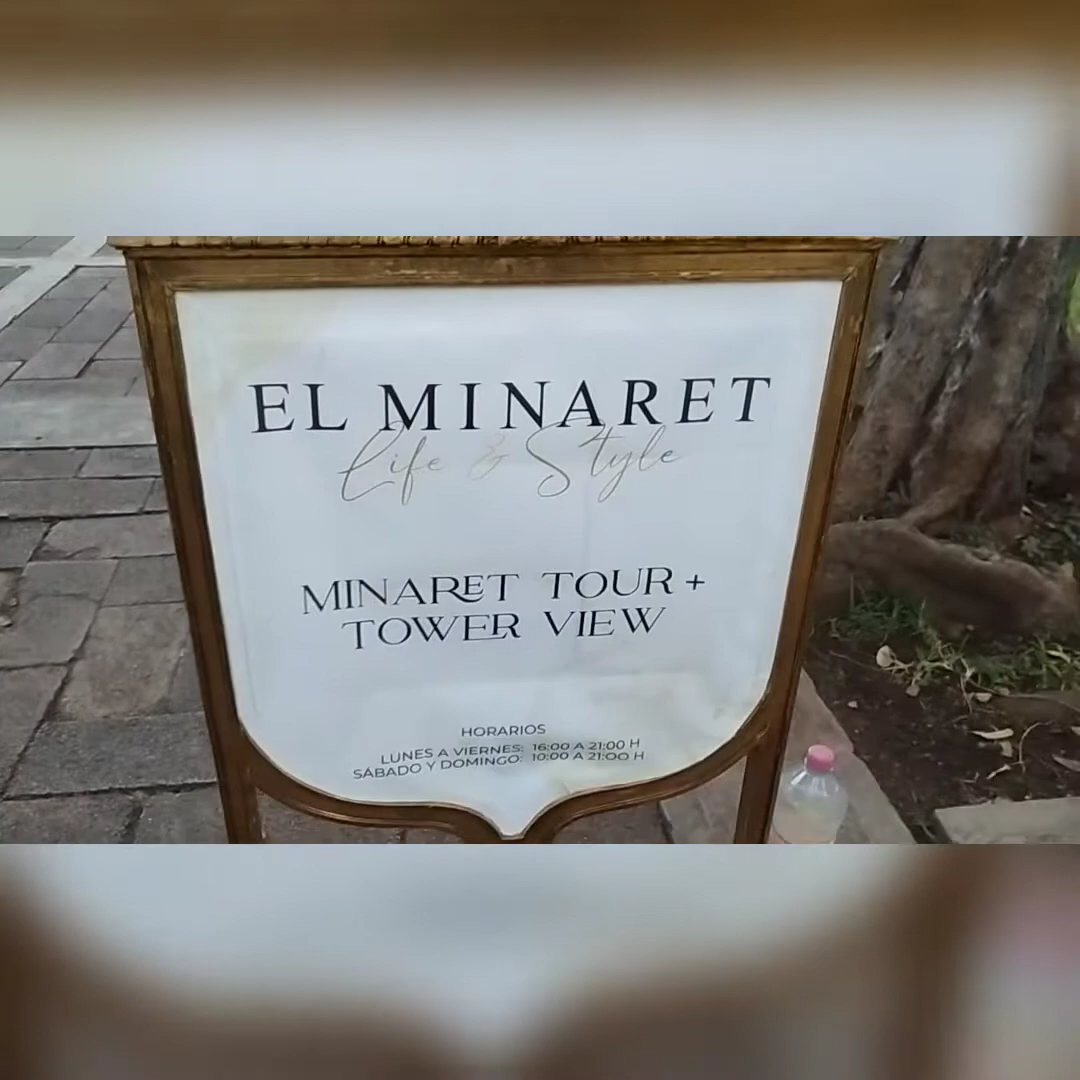 EL MINARET
Life & Style
MINARET TOUR +
TOWER VIEW
HORARIOS
LUNES A VIERNES: 16:00 A 21:00 H
SÁBADO Y DOMINGO: 10:00 A 21:00 H